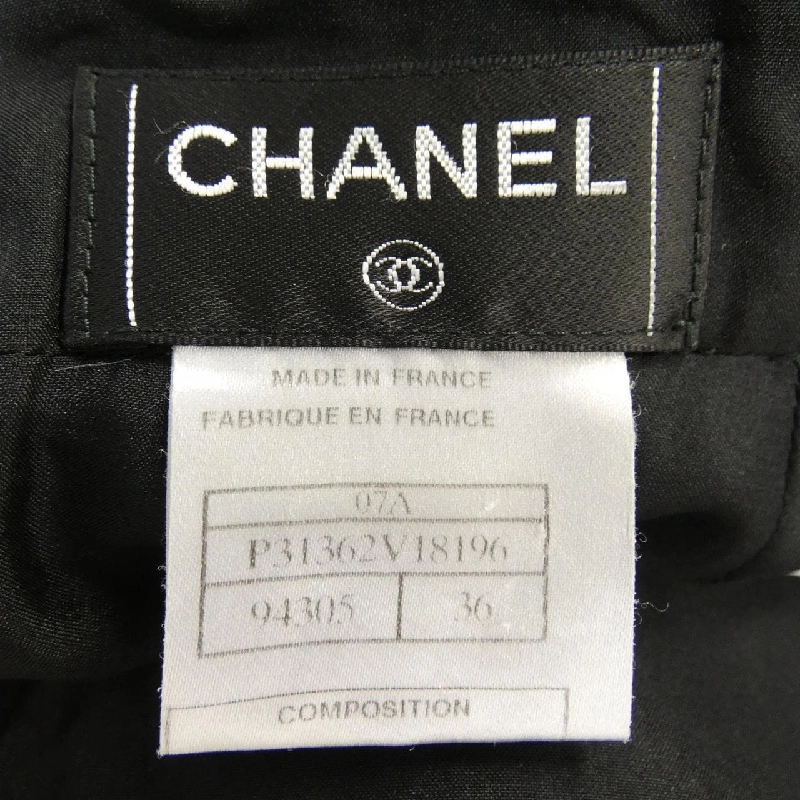 CHANEL
MADE IN FRANCE
FABRIQUE EN FRANCE
07A
P31362V18196
94305 36
COMPOSITION